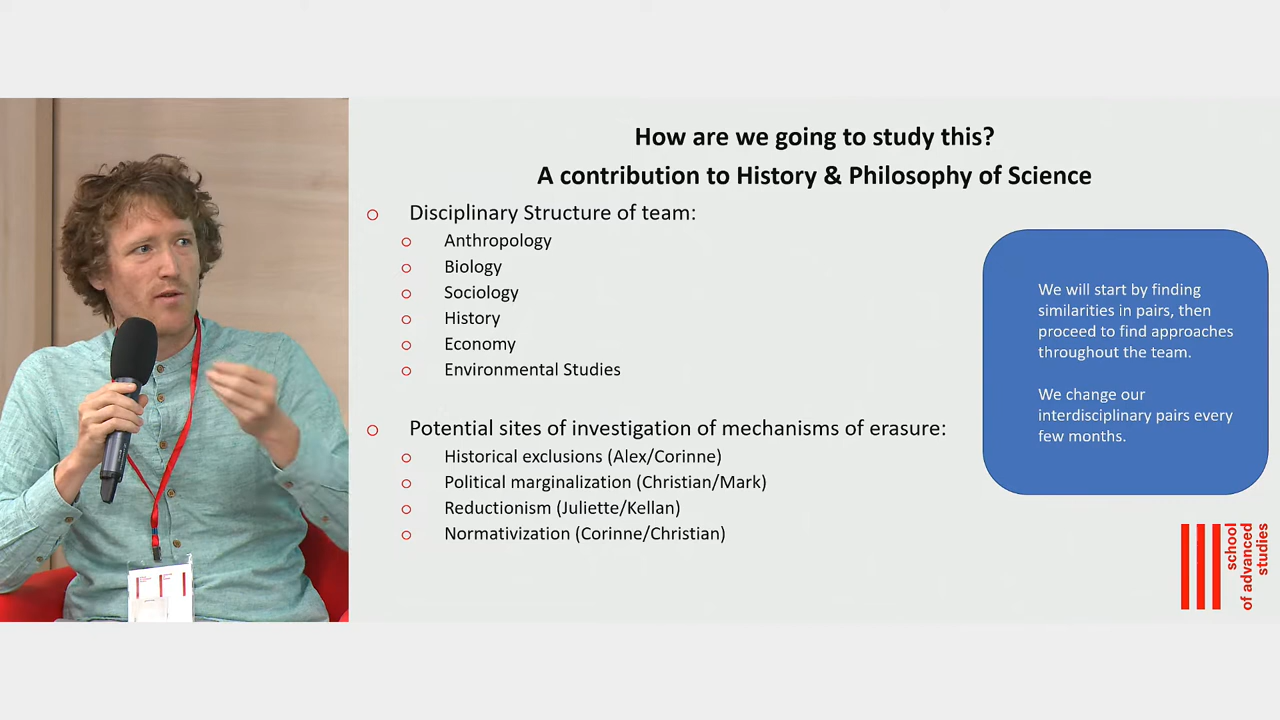 How are we going to study this?
A contribution to History & Philosophy of Science
Disciplinary Structure of team:
Anthropology
Biology
Sociology
History
Economy
Environmental Studies
Potential sites of investigation of mechanisms of erasure:
Historical exclusions (Alex/Corinne)
Political marginalization (Christian/Mark)
Reductionism (Juliette/Kellan)
Normativization (Corinne/Christian)
We will start by finding
similarities in pairs, then
proceed to find approaches
throughout the team.
We change our
interdisciplinary pairs every
few months.
school
of advanced
studies